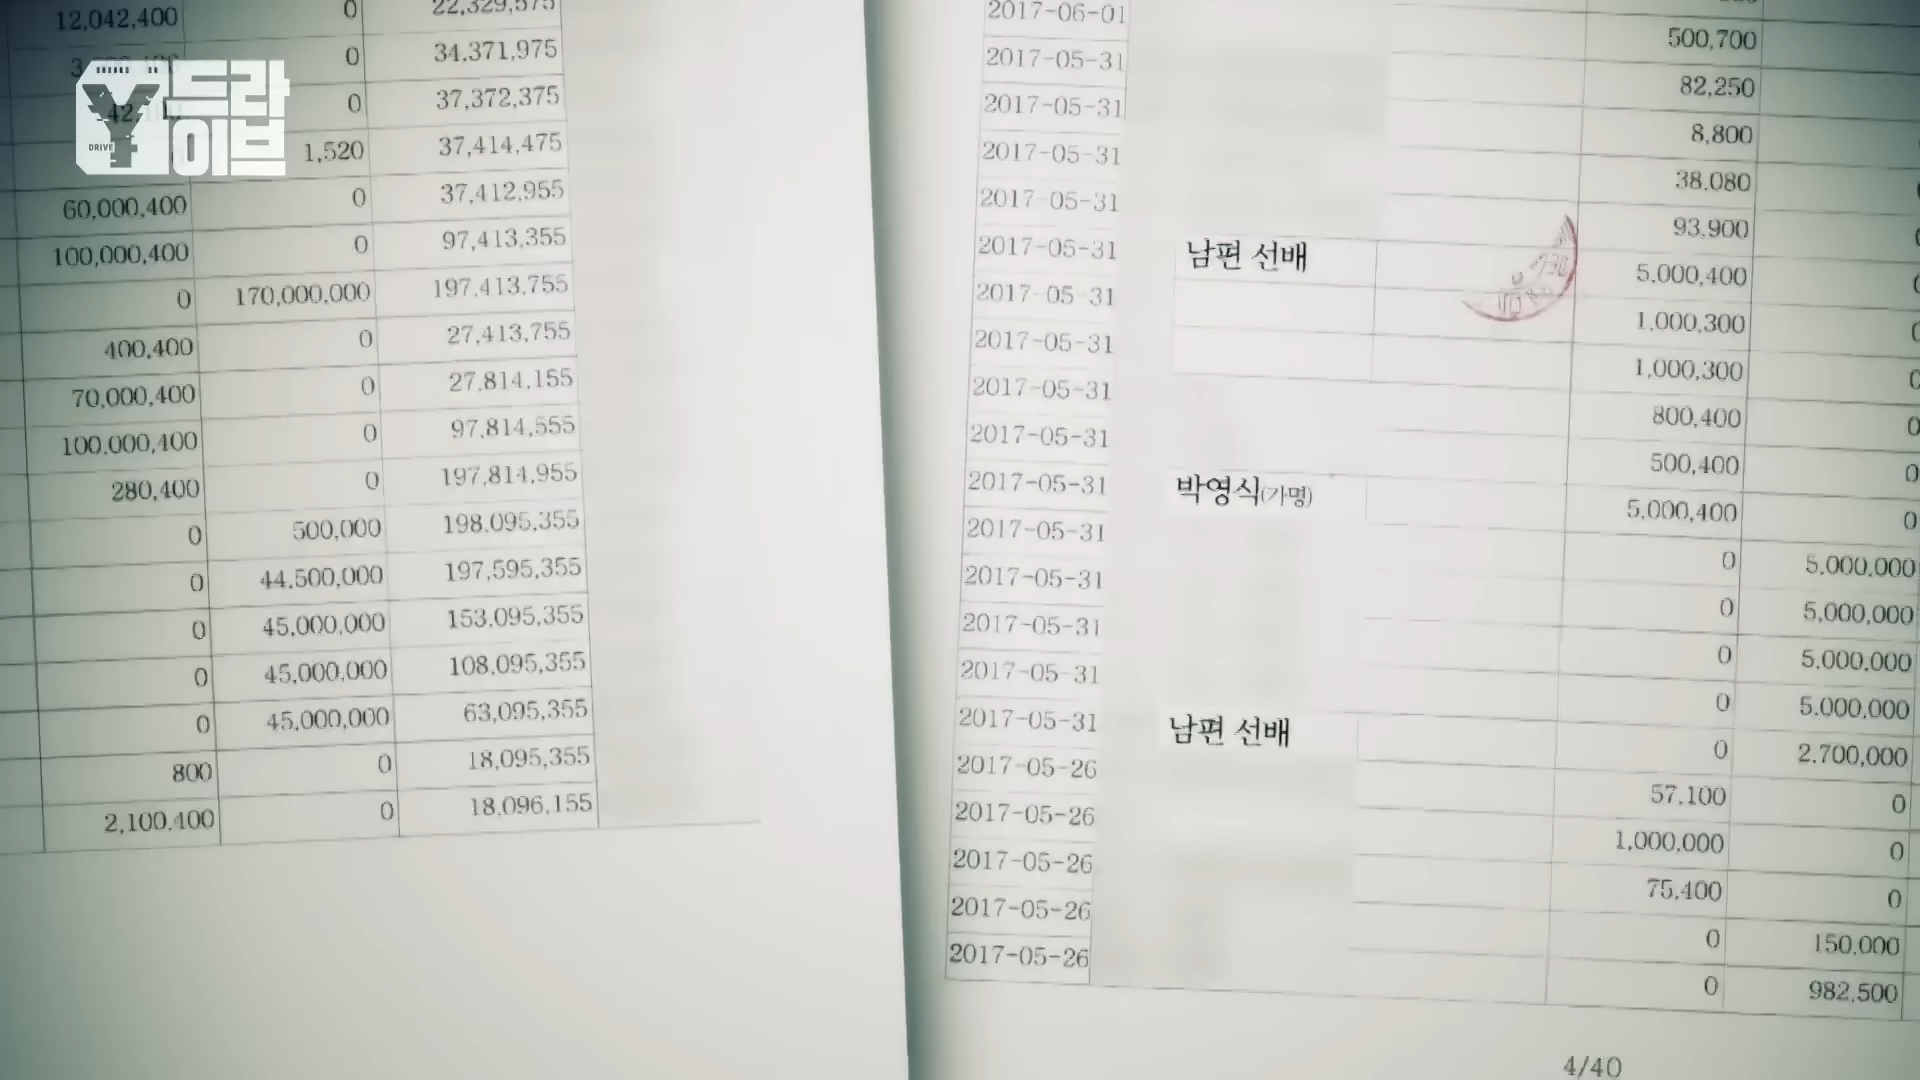 Y드라이브
DRIVE
12,042,400 0 22,329,575
0 34,371,975
0 37,372,375
1,520 37,414,475
60,000,400 0 37,412,955
100,000,400 0 97,413,355
0 170,000,000 197,413,755
400,400 0 27,413,755
70,000,400 0 27,814,155
100,000,400 0 97,814,555
280,400 0 197,814,955
0 500,000 198,095,355
0 44,500,000 197,595,355
0 45,000,000 153,095,355
0 45,000,000 108,095,355
0 45,000,000 63,095,355
800 0 18,095,355
2,100,400 0 18,096,155
2017-06-01 500,700
2017-05-31 82,250
2017-05-31 8,800
2017-05-31 38,080
2017-05-31 93,900
2017-05-31 남편 선배 5,000,400
2017-05-31 1,000,300
2017-05-31 1,000,300
2017-05-31 800,400
2017-05-31 500,400
2017-05-31 박영식(가명) 5,000,400 0
2017-05-31 0 5,000,000
2017-05-31 0 5,000,000
2017-05-31 0 5,000,000
2017-05-31 0 5,000,000
2017-05-31 남편 선배 0 2,700,000
2017-05-26 57,100 0
2017-05-26 1,000,000 0
2017-05-26 75,400 0
2017-05-26 0 150,000
2017-05-26 0 982,500
4/40